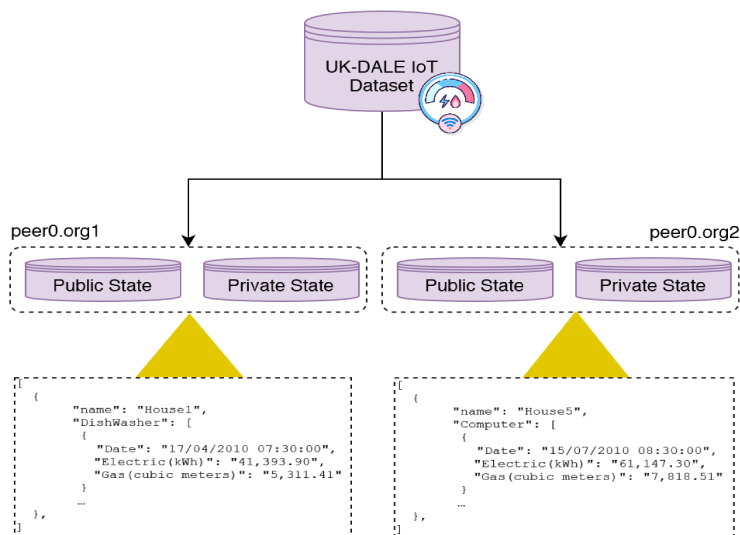 UK-DALE IoT
Dataset
peer0.org1
peer0.org2
Public State
Private State
Public State
Private State
[
{
"name": "House1",
"DishWasher": [
{
"Date": "17/04/2010 07:30:00",
"Electric(kWh)": "41,393.90",
"Gas(cubic meters)": "5,311.41"
}
…
},
]
[
{
"name": "House5",
"Computer": [
{
"Date": "15/07/2010 08:30:00",
"Electric(kWh)": "61,147.30",
"Gas(cubic meters)": "7,818.51"
}
…
},
]